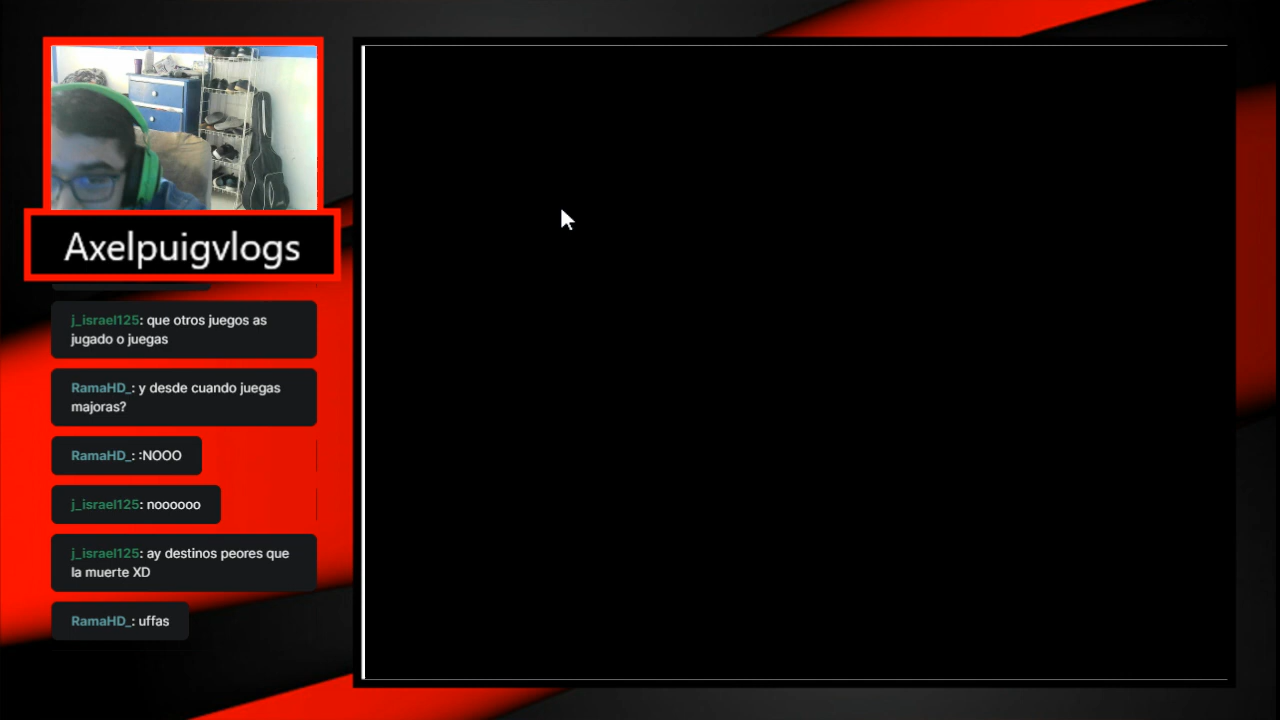 Axelpuigvlogs
j_israel125: que otros juegos as
jugado o juegas
RamaHD_: y desde cuando juegas
majoras?
RamaHD_: :NOOO
j_israel125: noooooo
j_israel125: ay destinos peores que
la muerte XD
RamaHD_: uffas